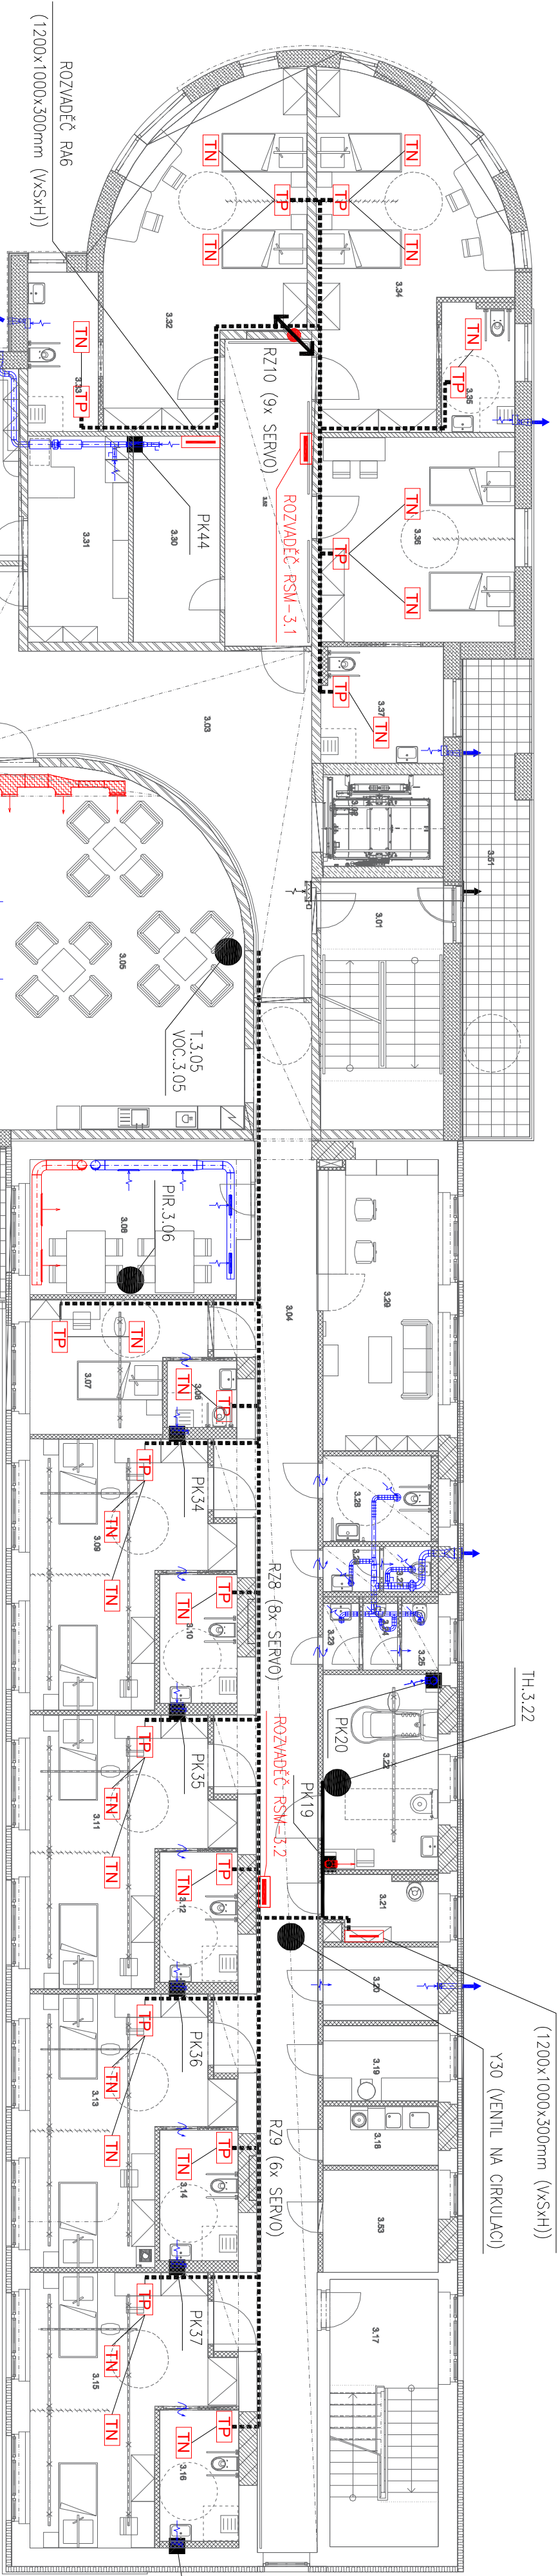 ROZVADĚČ RA6
(1200x1000x300mm (VxSxH))
TN
TN
TP
TN
TN
TP
3.32
3.34
TN
TP
3.33
TN
TP
3.35
RZ10 (9x SERVO)
ROZVADĚČ RSM-3.1
PK44
3.31
3.30
3.52
TN
TP
TN
3.36
TP
TN
3.37
3.03
3.51
3.01
3.05
T.3.05
VOC.3.05
PIR.3.06
3.06
3.04
3.29
TN
TP
3.07
TP
TN
3.08
PK34
TP
TN
TN
3.09
TP
TN
3.10
RZ8 (8x SERVO)
3.28
3.23
3.24
3.25
TH.3.22
PK20
3.22
PK19
ROZVADĚČ RSM-3.2
PK35
TP
TN
TN
3.11
TP
TN
3.12
3.21
(1200x1000x300mm (VxSxH))
Y30 (VENTIL NA CIRKULACI)
3.20
3.19
3.18
3.53
3.17
PK36
TP
TN
TN
3.13
TP
TN
3.14
RZ9 (6x SERVO)
PK37
TP
TN
TN
3.15
TP
TN
3.16